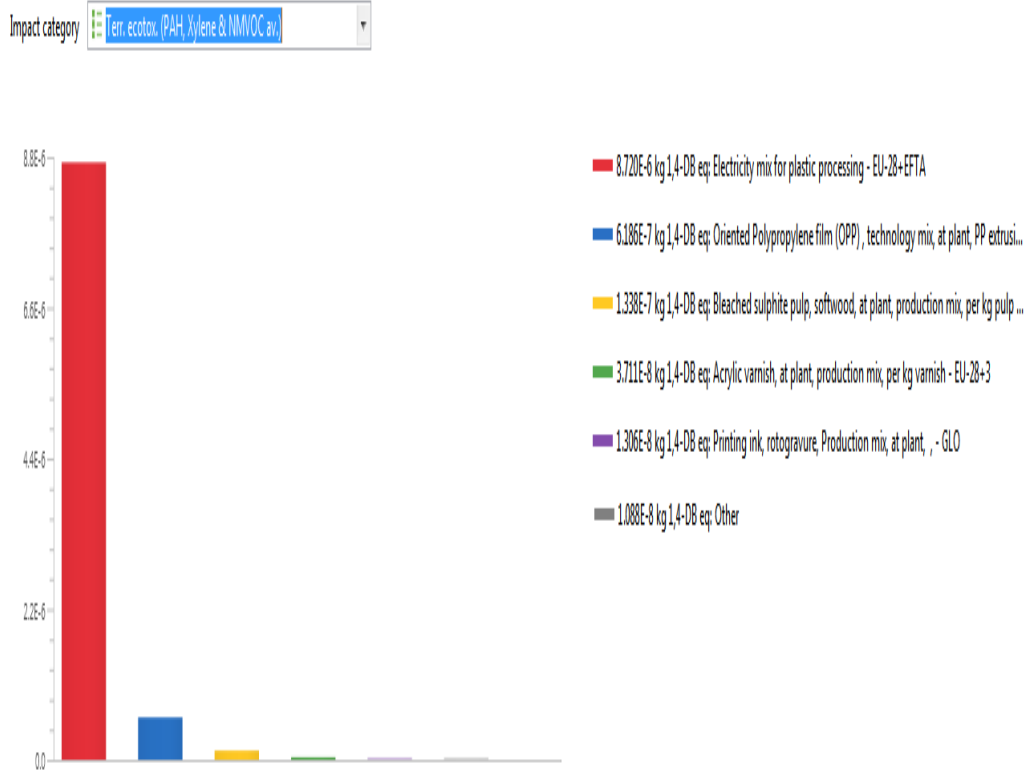 Impact category
Terr. ecotox. (PAH, Xylene & NMVOC av.)
8.8E-6
6.6E-6
4.4E-6
2.2E-6
0.0
8.720E-6 kg 1,4-DB eq: Electricity mix for plastic processing - EU-28+EFTA
6.186E-7 kg 1,4-DB eq: Oriented Polypropylene film (OPP) , technology mix, at plant, PP extrusi...
1.338E-7 kg 1,4-DB eq: Bleached sulphite pulp, softwood, at plant, production mix, per kg pulp ...
3.711E-8 kg 1,4-DB eq: Acrylic varnish, at plant, production mix, per kg varnish - EU-28+3
1.306E-8 kg 1,4-DB eq: Printing ink, rotogravure, Production mix, at plant, , - GLO
1.088E-8 kg 1,4-DB eq: Other